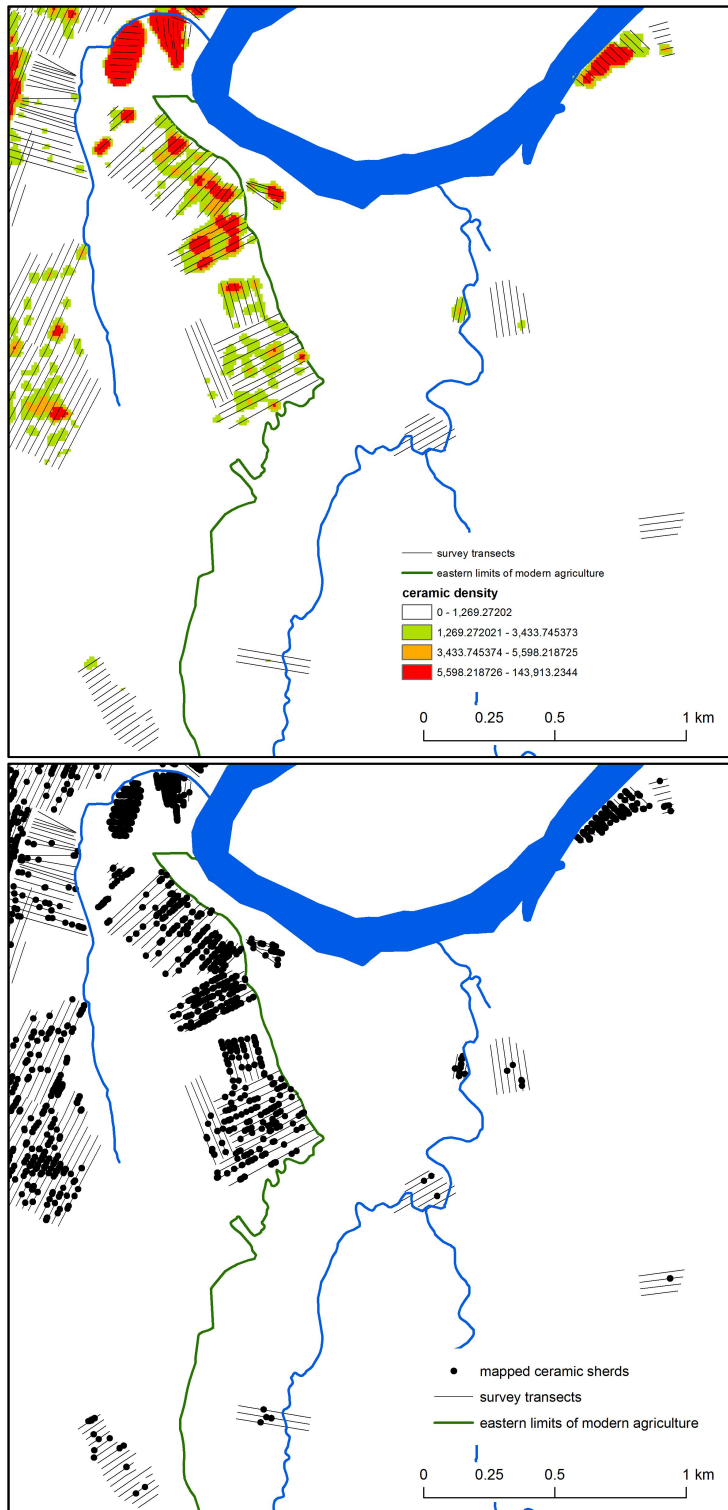 survey transects
eastern limits of modern agriculture
ceramic density
0 - 1,269.27202
1,269.272021 - 3,433.745373
3,433.745374 - 5,598.218725
5,598.218726 - 143,913.2344
0 0.25 0.5 1 km
mapped ceramic sherds
survey transects
eastern limits of modern agriculture
0 0.25 0.5 1 km